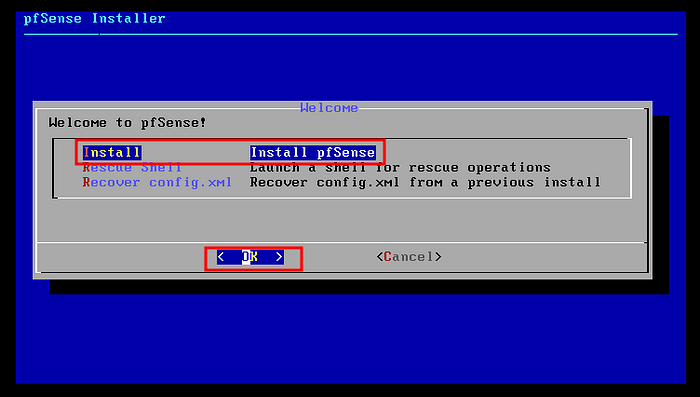 pfSense Installer
Welcome
Welcome to pfSense!
Install Install pfSense
Rescue Shell Launch a shell for rescue operations
Recover config.xml Recover config.xml from a previous install
< OK > <Cancel>